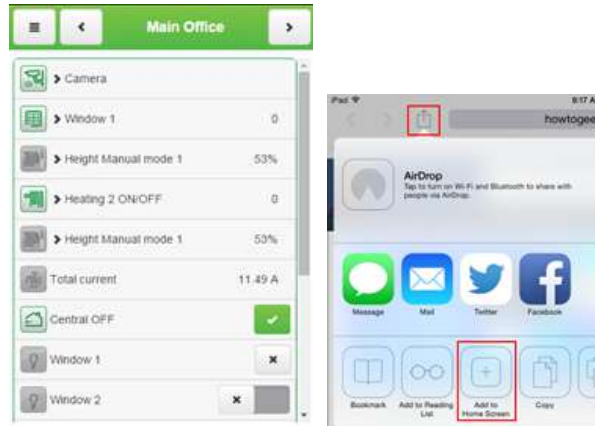 Main Office
Camera
Window 1 0
Height Manual mode 1 53%
Heating 2 ON/OFF 0
Height Manual mode 1 53%
Total current 11.49 A
Central OFF
Window 1
Window 2
iPad 9:17 A
howtogee
AirDrop
Tap to turn on Wi-Fi and Bluetooth to share with
people via AirDrop.
Message Mail Twitter Facebook
Bookmark Add to Reading List Add to Home Screen Copy